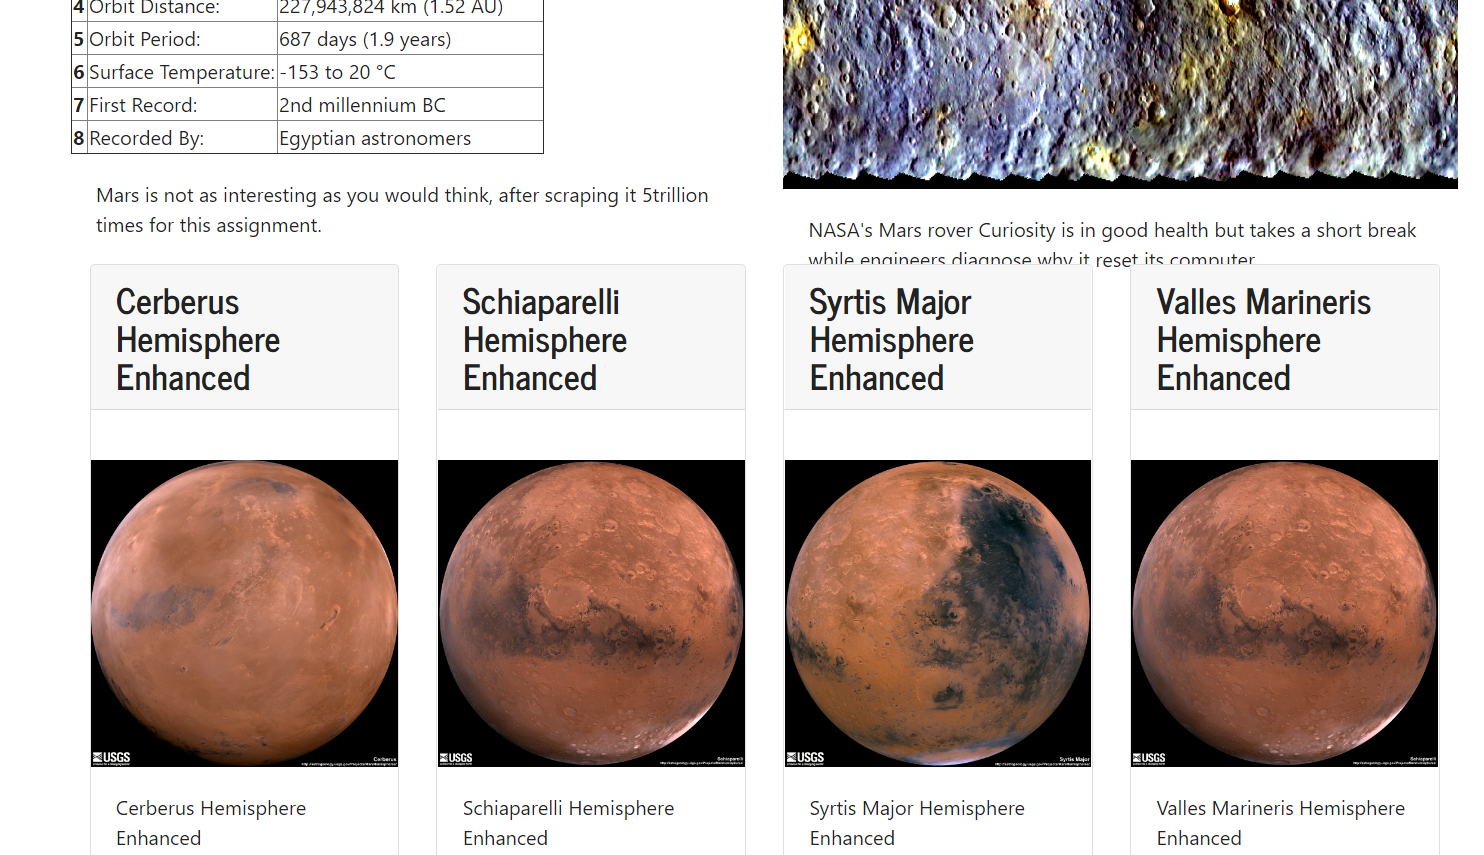 4 Orbit Distance: 227,943,824 km (1.52 AU)
5 Orbit Period: 687 days (1.9 years)
6 Surface Temperature: -153 to 20 °C
7 First Record: 2nd millennium BC
8 Recorded By: Egyptian astronomers
Mars is not as interesting as you would think, after scraping it 5trillion
times for this assignment.
NASA's Mars rover Curiosity is in good health but takes a short break
while engineers diagnose why it reset its computer
Cerberus
Hemisphere
Enhanced
Schiaparelli
Hemisphere
Enhanced
Syrtis Major
Hemisphere
Enhanced
Valles Marineris
Hemisphere
Enhanced
USGS
Cerberus
USGS
Schiaparelli
USGS
Syrtis Major
USGS
Schiaparelli
Cerberus Hemisphere
Enhanced
Schiaparelli Hemisphere
Enhanced
Syrtis Major Hemisphere
Enhanced
Valles Marineris Hemisphere
Enhanced